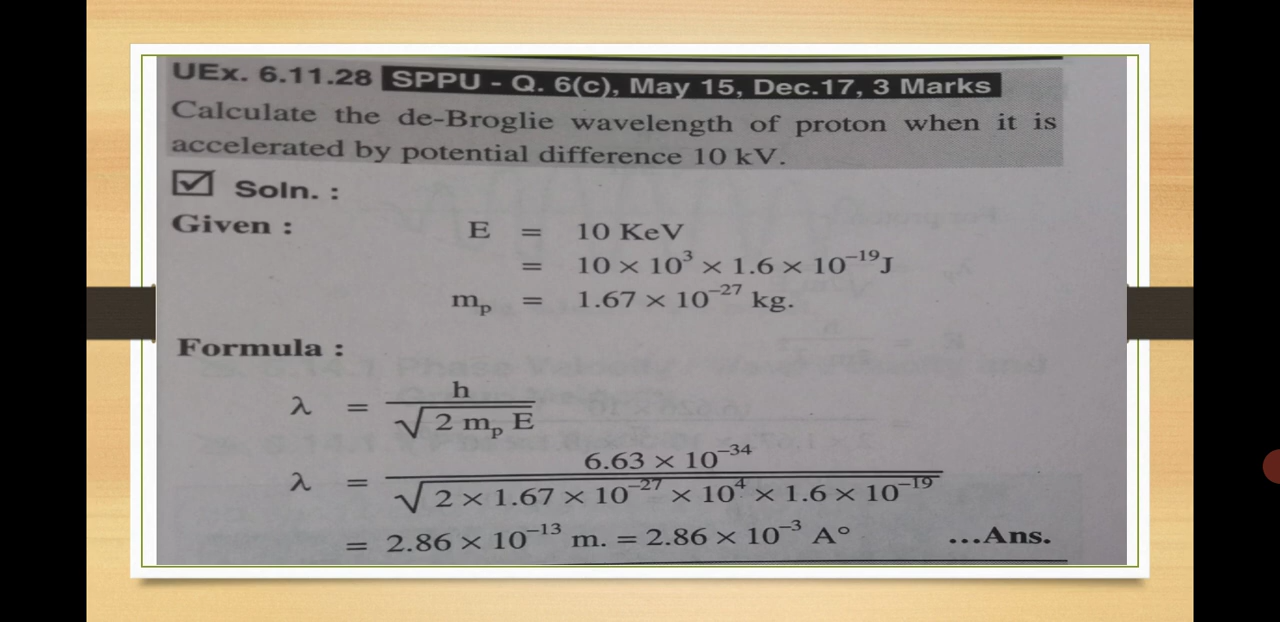 UEx. 6.11.28 SPPU - Q. 6(c), May 15, Dec.17, 3 Marks
Calculate the de-Broglie wavelength of proton when it is
accelerated by potential difference 10 kV.
☑ Soln. :
Given : E = 10 KeV
= 10 × 10³ × 1.6 × 10⁻¹⁹J
mₚ = 1.67 × 10⁻²⁷ kg.
Formula :
λ = h / √(2 mₚ E)
λ = 6.63 × 10⁻³⁴ / √(2 × 1.67 × 10⁻²⁷ × 10⁴ × 1.6 × 10⁻¹⁹)
= 2.86 × 10⁻¹³ m. = 2.86 × 10⁻³ A° ...Ans.